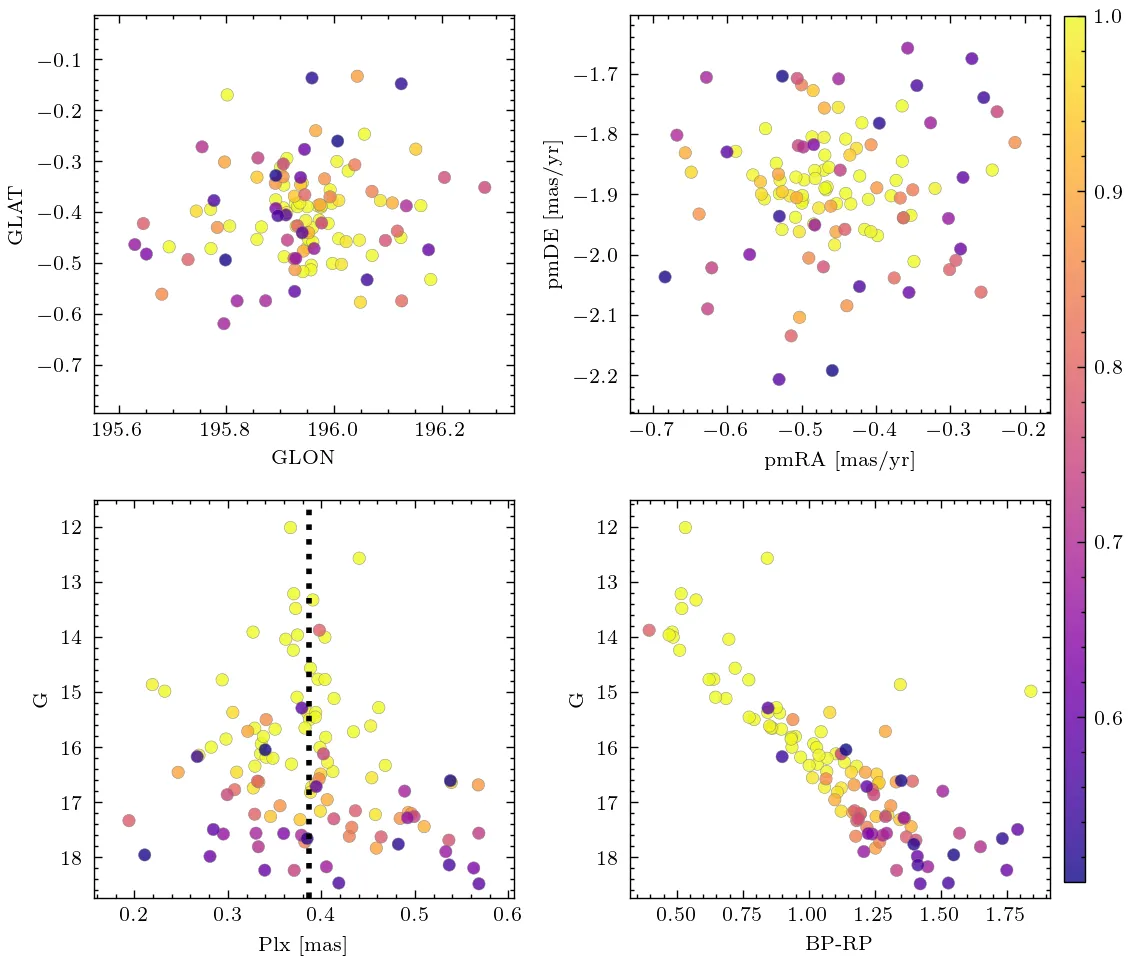 −0.1
−0.2
−0.3
−0.4
−0.5
−0.6
−0.7
GLAT
195.6 195.8 196.0 196.2
GLON
−1.7
−1.8
−1.9
−2.0
−2.1
−2.2
pmDE [mas/yr]
−0.7 −0.6 −0.5 −0.4 −0.3 −0.2
pmRA [mas/yr]
12
13
14
15
16
17
18
G
0.2 0.3 0.4 0.5 0.6
Plx [mas]
12
13
14
15
16
17
18
G
0.50 0.75 1.00 1.25 1.50 1.75
BP-RP
1.0
0.9
0.8
0.7
0.6